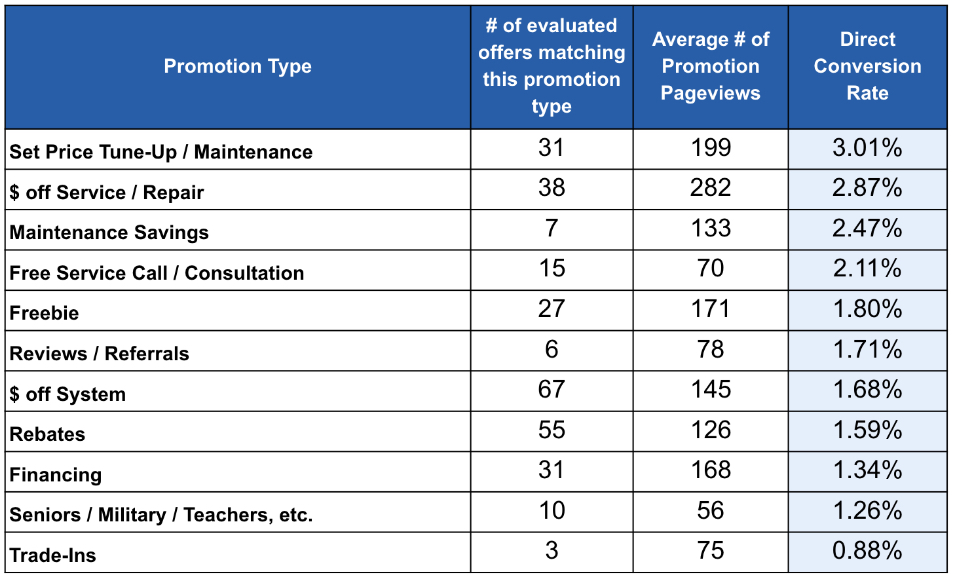 Promotion Type
# of evaluated
offers matching
this promotion
type
Average # of
Promotion
Pageviews
Direct
Conversion
Rate
Set Price Tune-Up / Maintenance 31 199 3.01%
$ off Service / Repair 38 282 2.87%
Maintenance Savings 7 133 2.47%
Free Service Call / Consultation 15 70 2.11%
Freebie 27 171 1.80%
Reviews / Referrals 6 78 1.71%
$ off System 67 145 1.68%
Rebates 55 126 1.59%
Financing 31 168 1.34%
Seniors / Military / Teachers, etc. 10 56 1.26%
Trade-Ins 3 75 0.88%